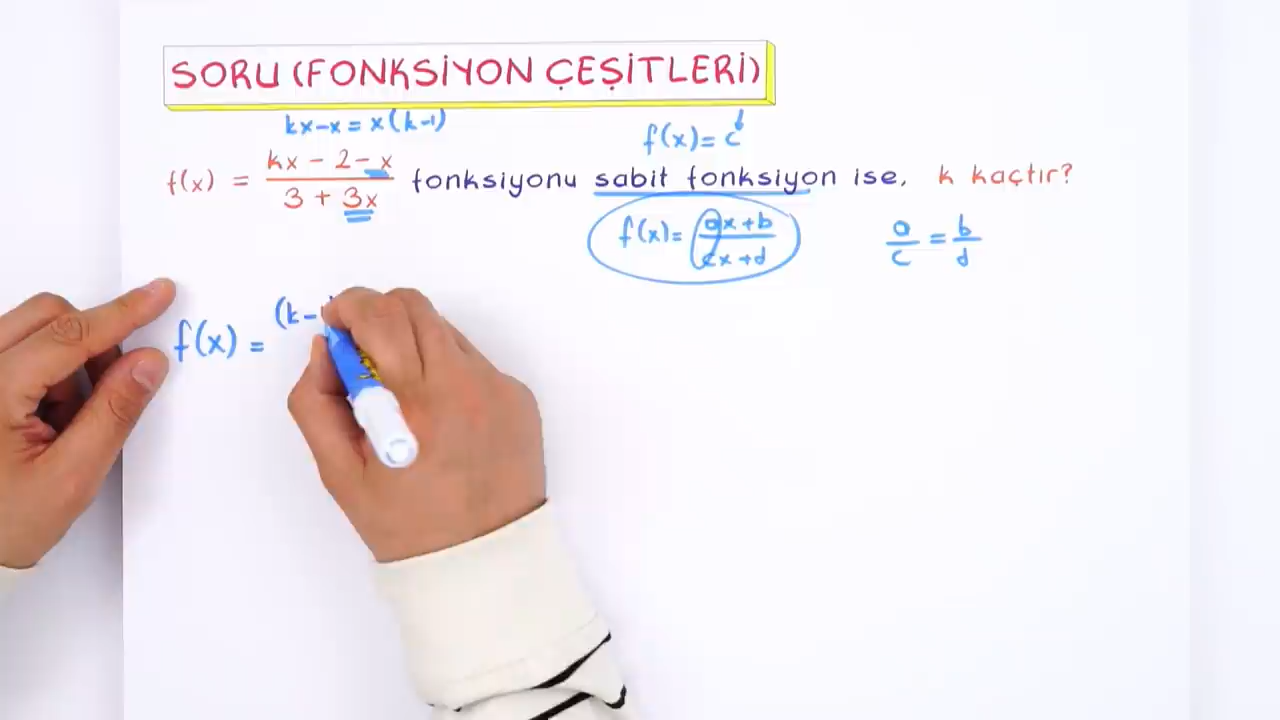 SORU (FONKSİYON ÇEŞİTLERİ)
kx-x = x(k-1)
f(x) = c
f(x) = kx - 2 - x / 3 + 3x fonksiyonu sabit fonksiyon ise, k kaçtır?
f(x) = ax+b / cx+d
a/c = b/d
f(x) = (k-